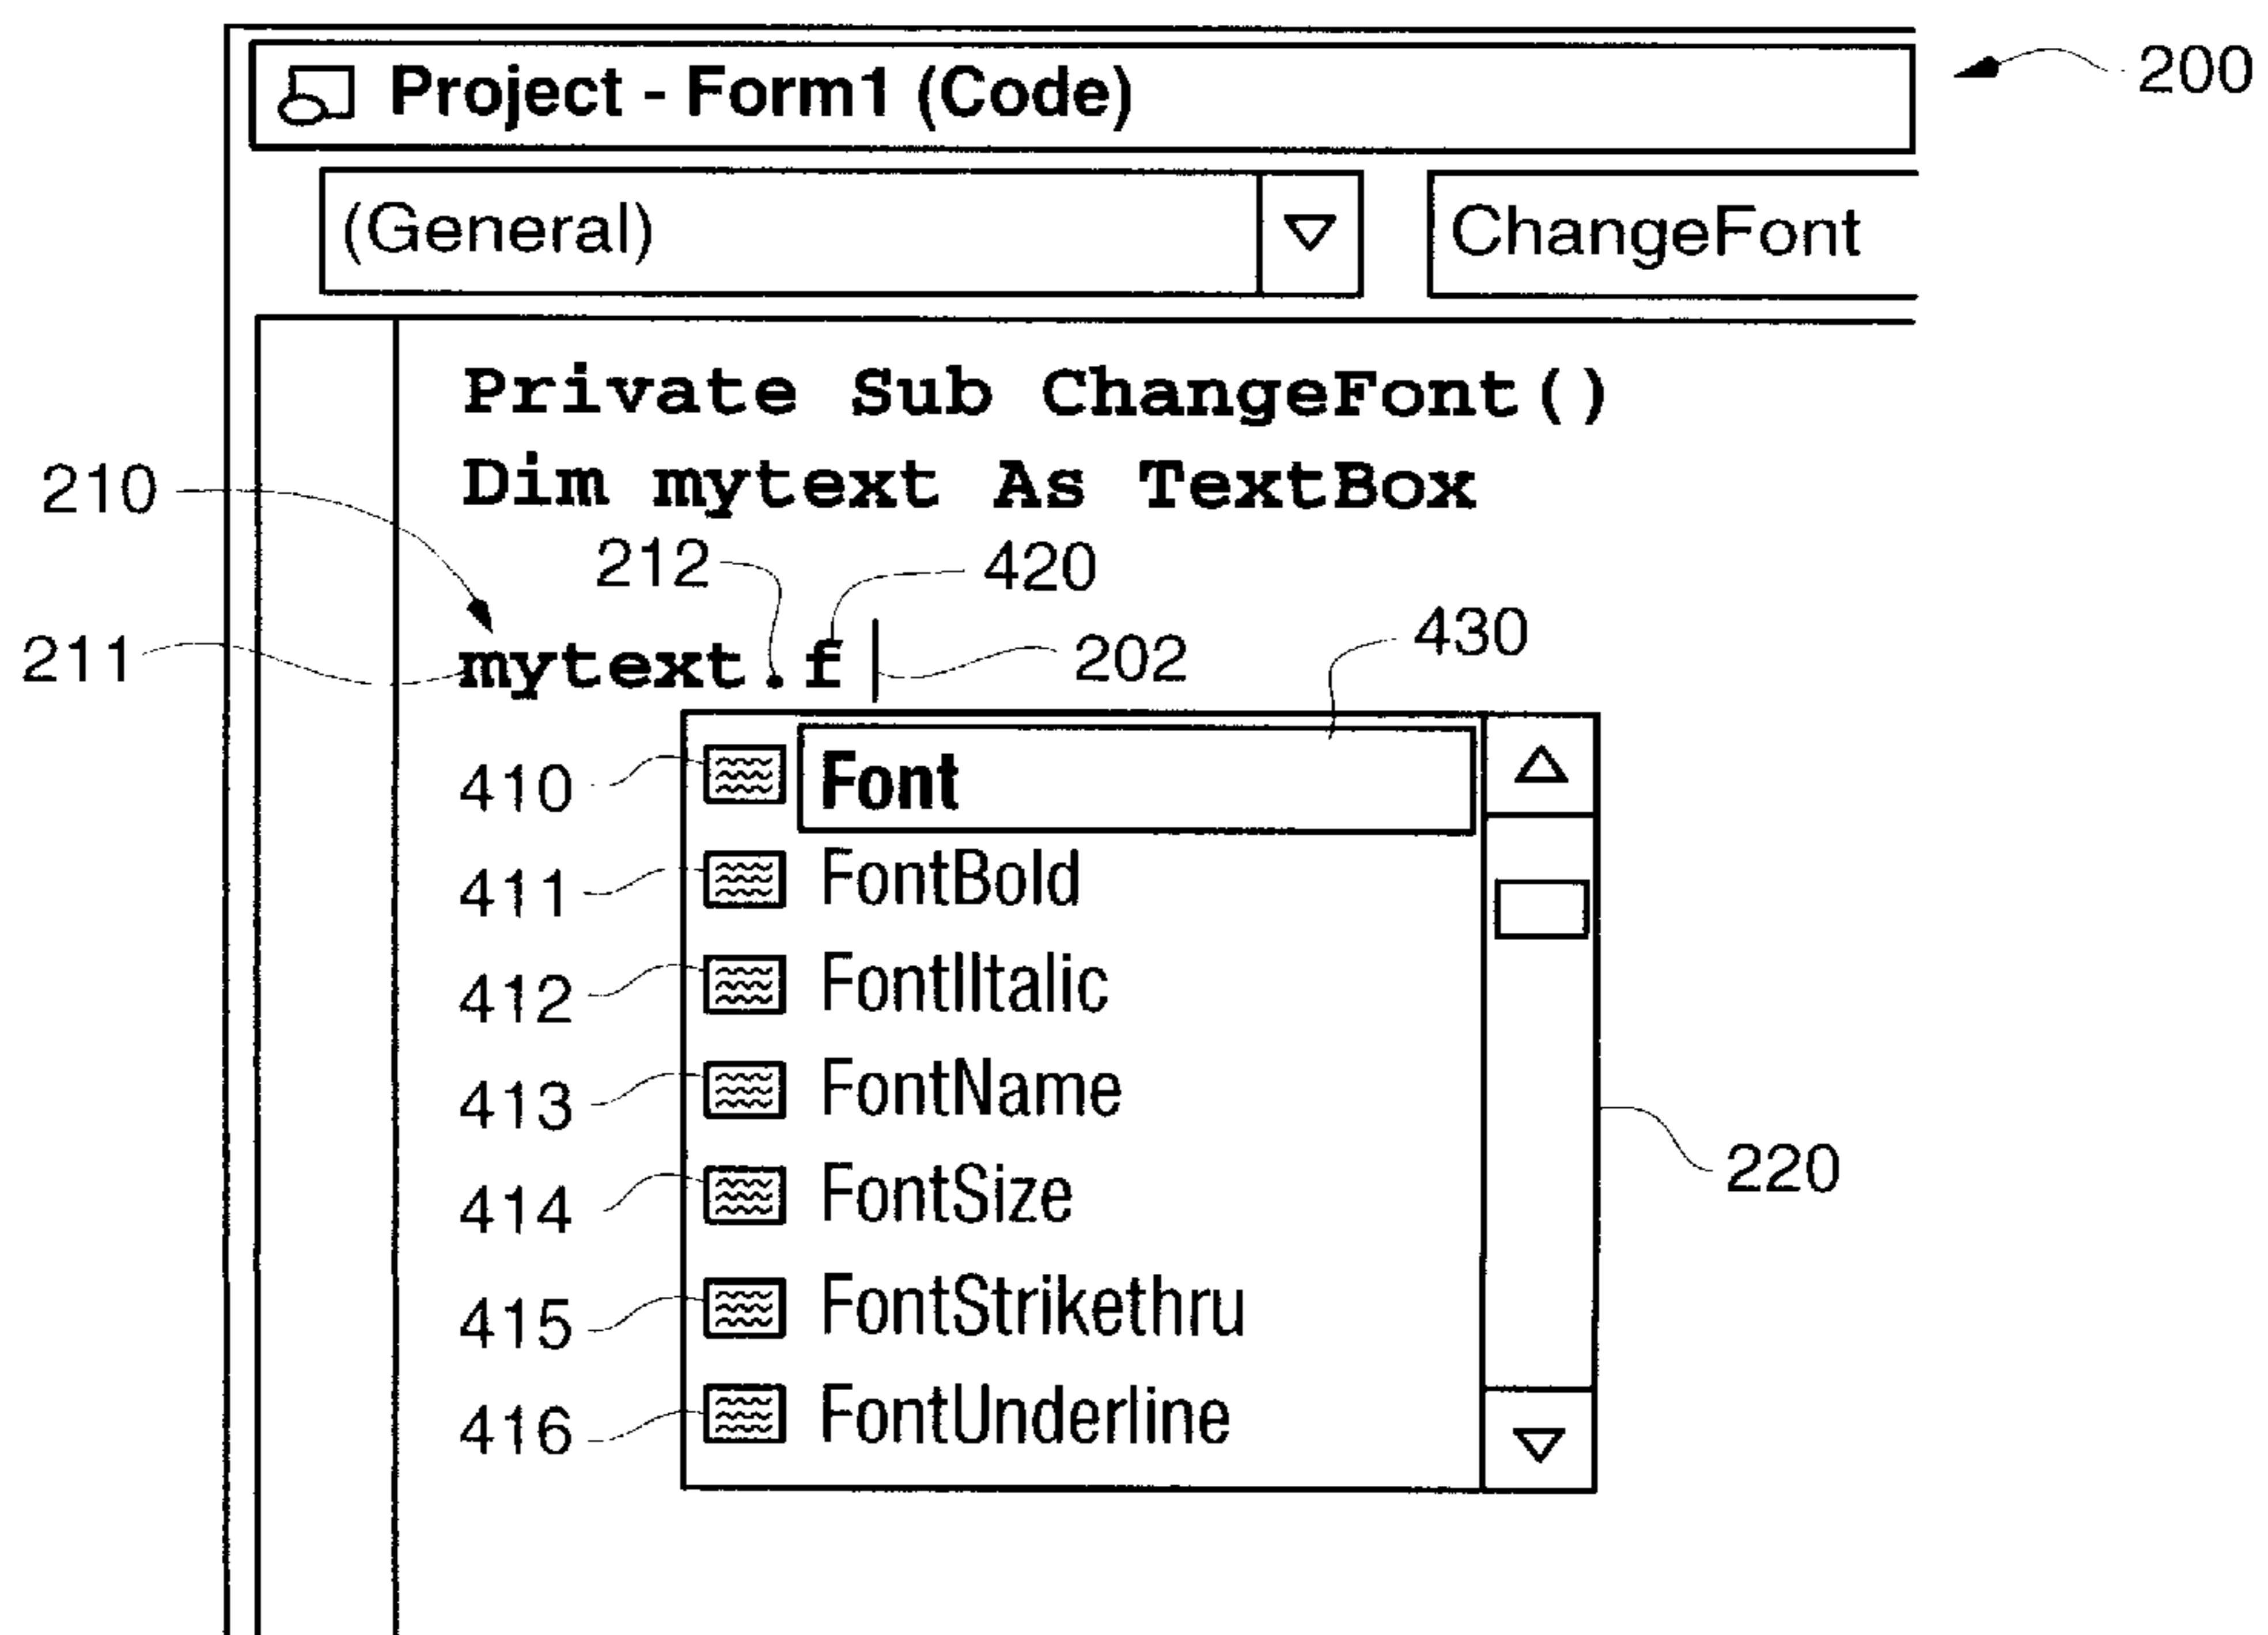 Project - Form1 (Code)
200
(General) ChangeFont
Private Sub ChangeFont()
210
Dim mytext As TextBox
212 420
430
211 mytext.f 202
410 Font
411 FontBold
412 FontIItalic
413 FontName
414 FontSize
220
415 FontStrikethru
416 FontUnderline